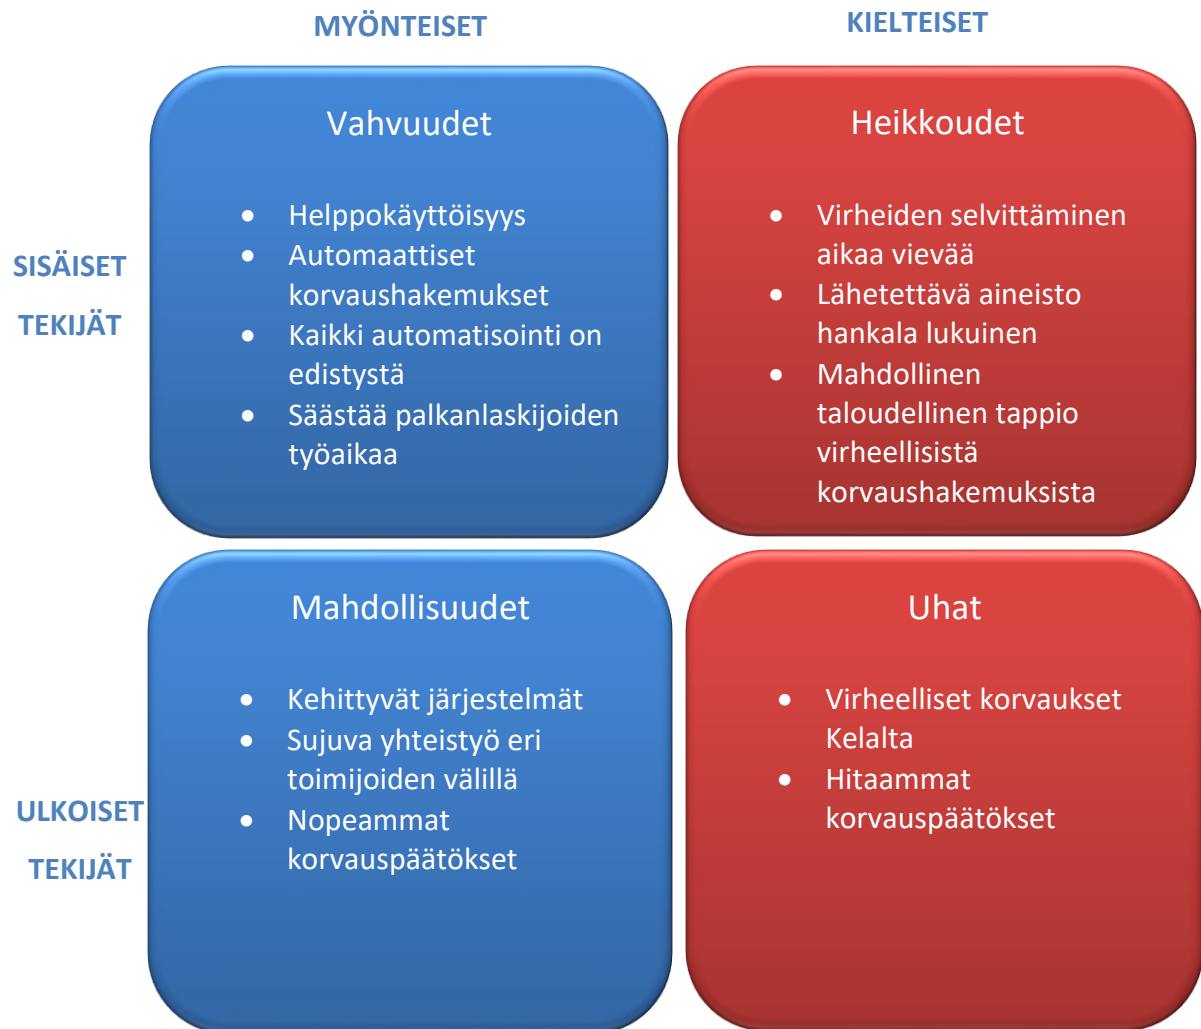 MYÖNTEISET
KIELTEISET
SISÄISET
TEKIJÄT
Vahvuudet
• Helppokäyttöisyys
• Automaattiset
korvaushakemukset
• Kaikki automatisointi on
edistystä
• Säästää palkanlaskijoiden
työaikaa
Heikkoudet
• Virheiden selvittäminen
aikaa vievää
• Lähetettävä aineisto
hankala lukuinen
• Mahdollinen
taloudellinen tappio
virheellisistä
korvaushakemuksista
ULKOISET
TEKIJÄT
Mahdollisuudet
• Kehittyvät järjestelmät
• Sujuva yhteistyö eri
toimijoiden välillä
• Nopeammat
korvauspäätökset
Uhat
• Virheelliset korvaukset
Kelalta
• Hitaammat
korvauspäätökset